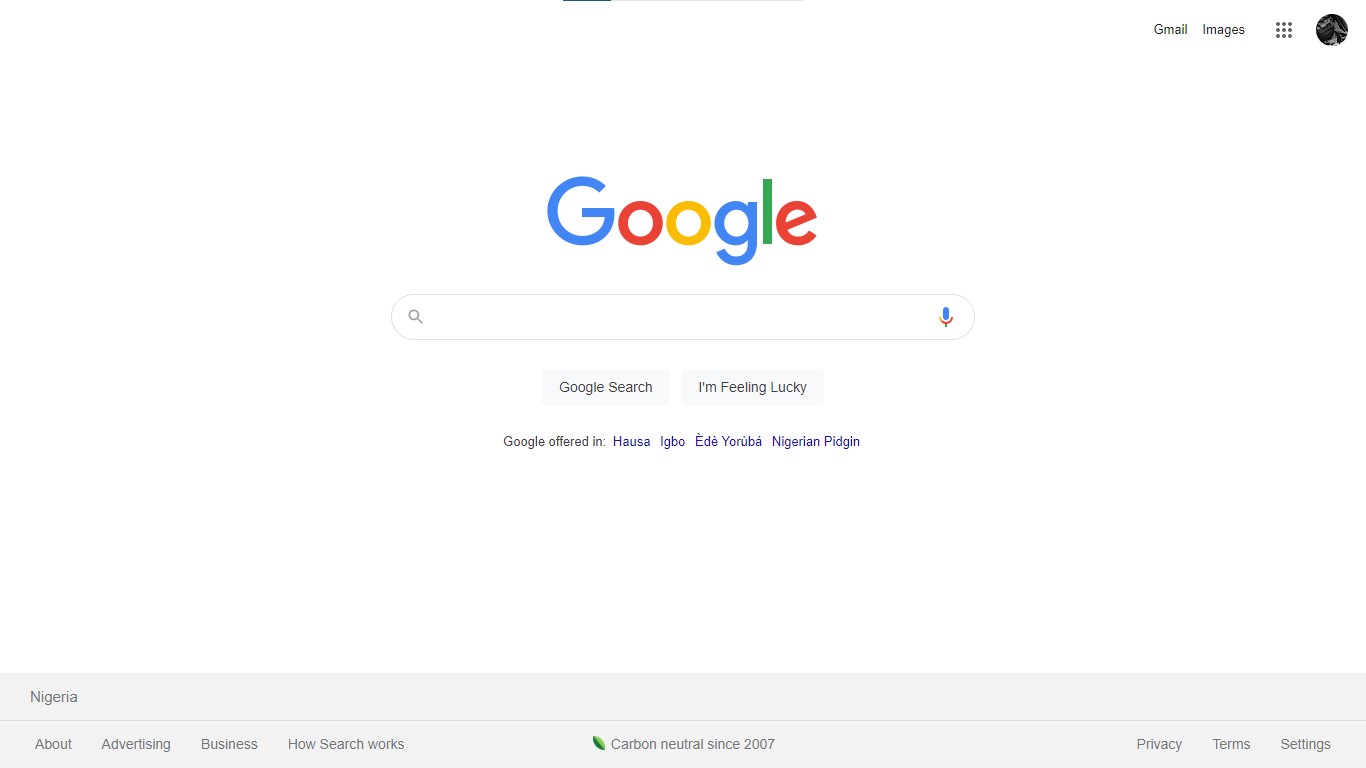 Gmail Images
Google
Google Search I'm Feeling Lucky
Google offered in: Hausa Igbo Èdè Yorùbá Nigerian Pidgin
Nigeria
About Advertising Business How Search works Carbon neutral since 2007 Privacy Terms Settings